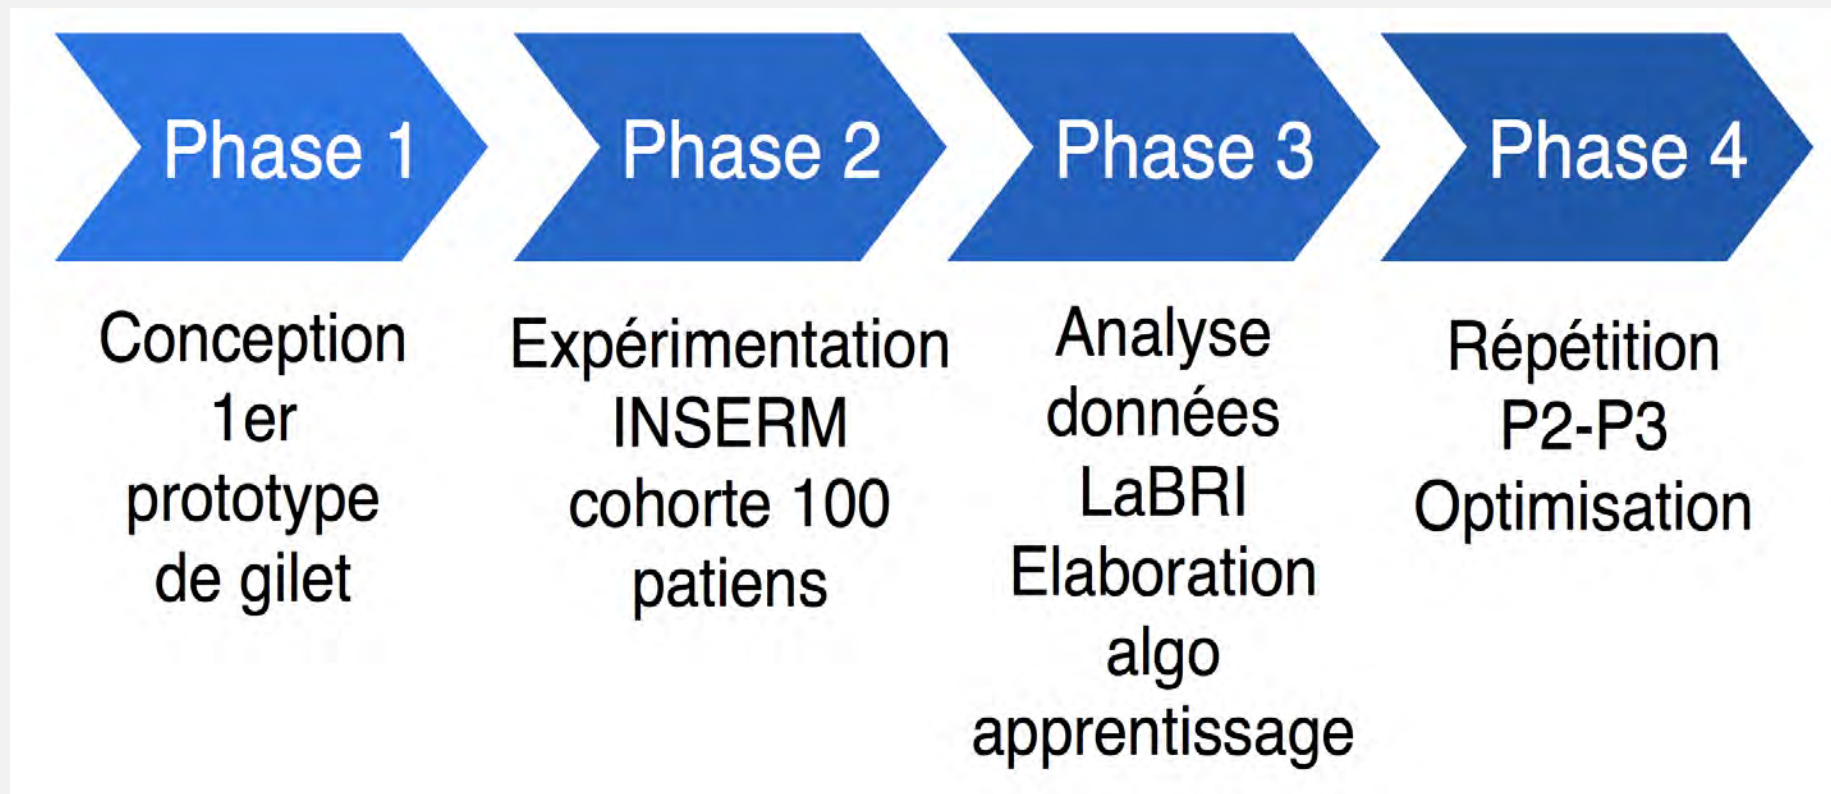 Phase 1
Conception
1er
prototype
de gilet
Phase 2
Expérimentation
INSERM
cohorte 100
patiens
Phase 3
Analyse
données
LaBRI
Elaboration
algo
apprentissage
Phase 4
Répétition
P2-P3
Optimisation